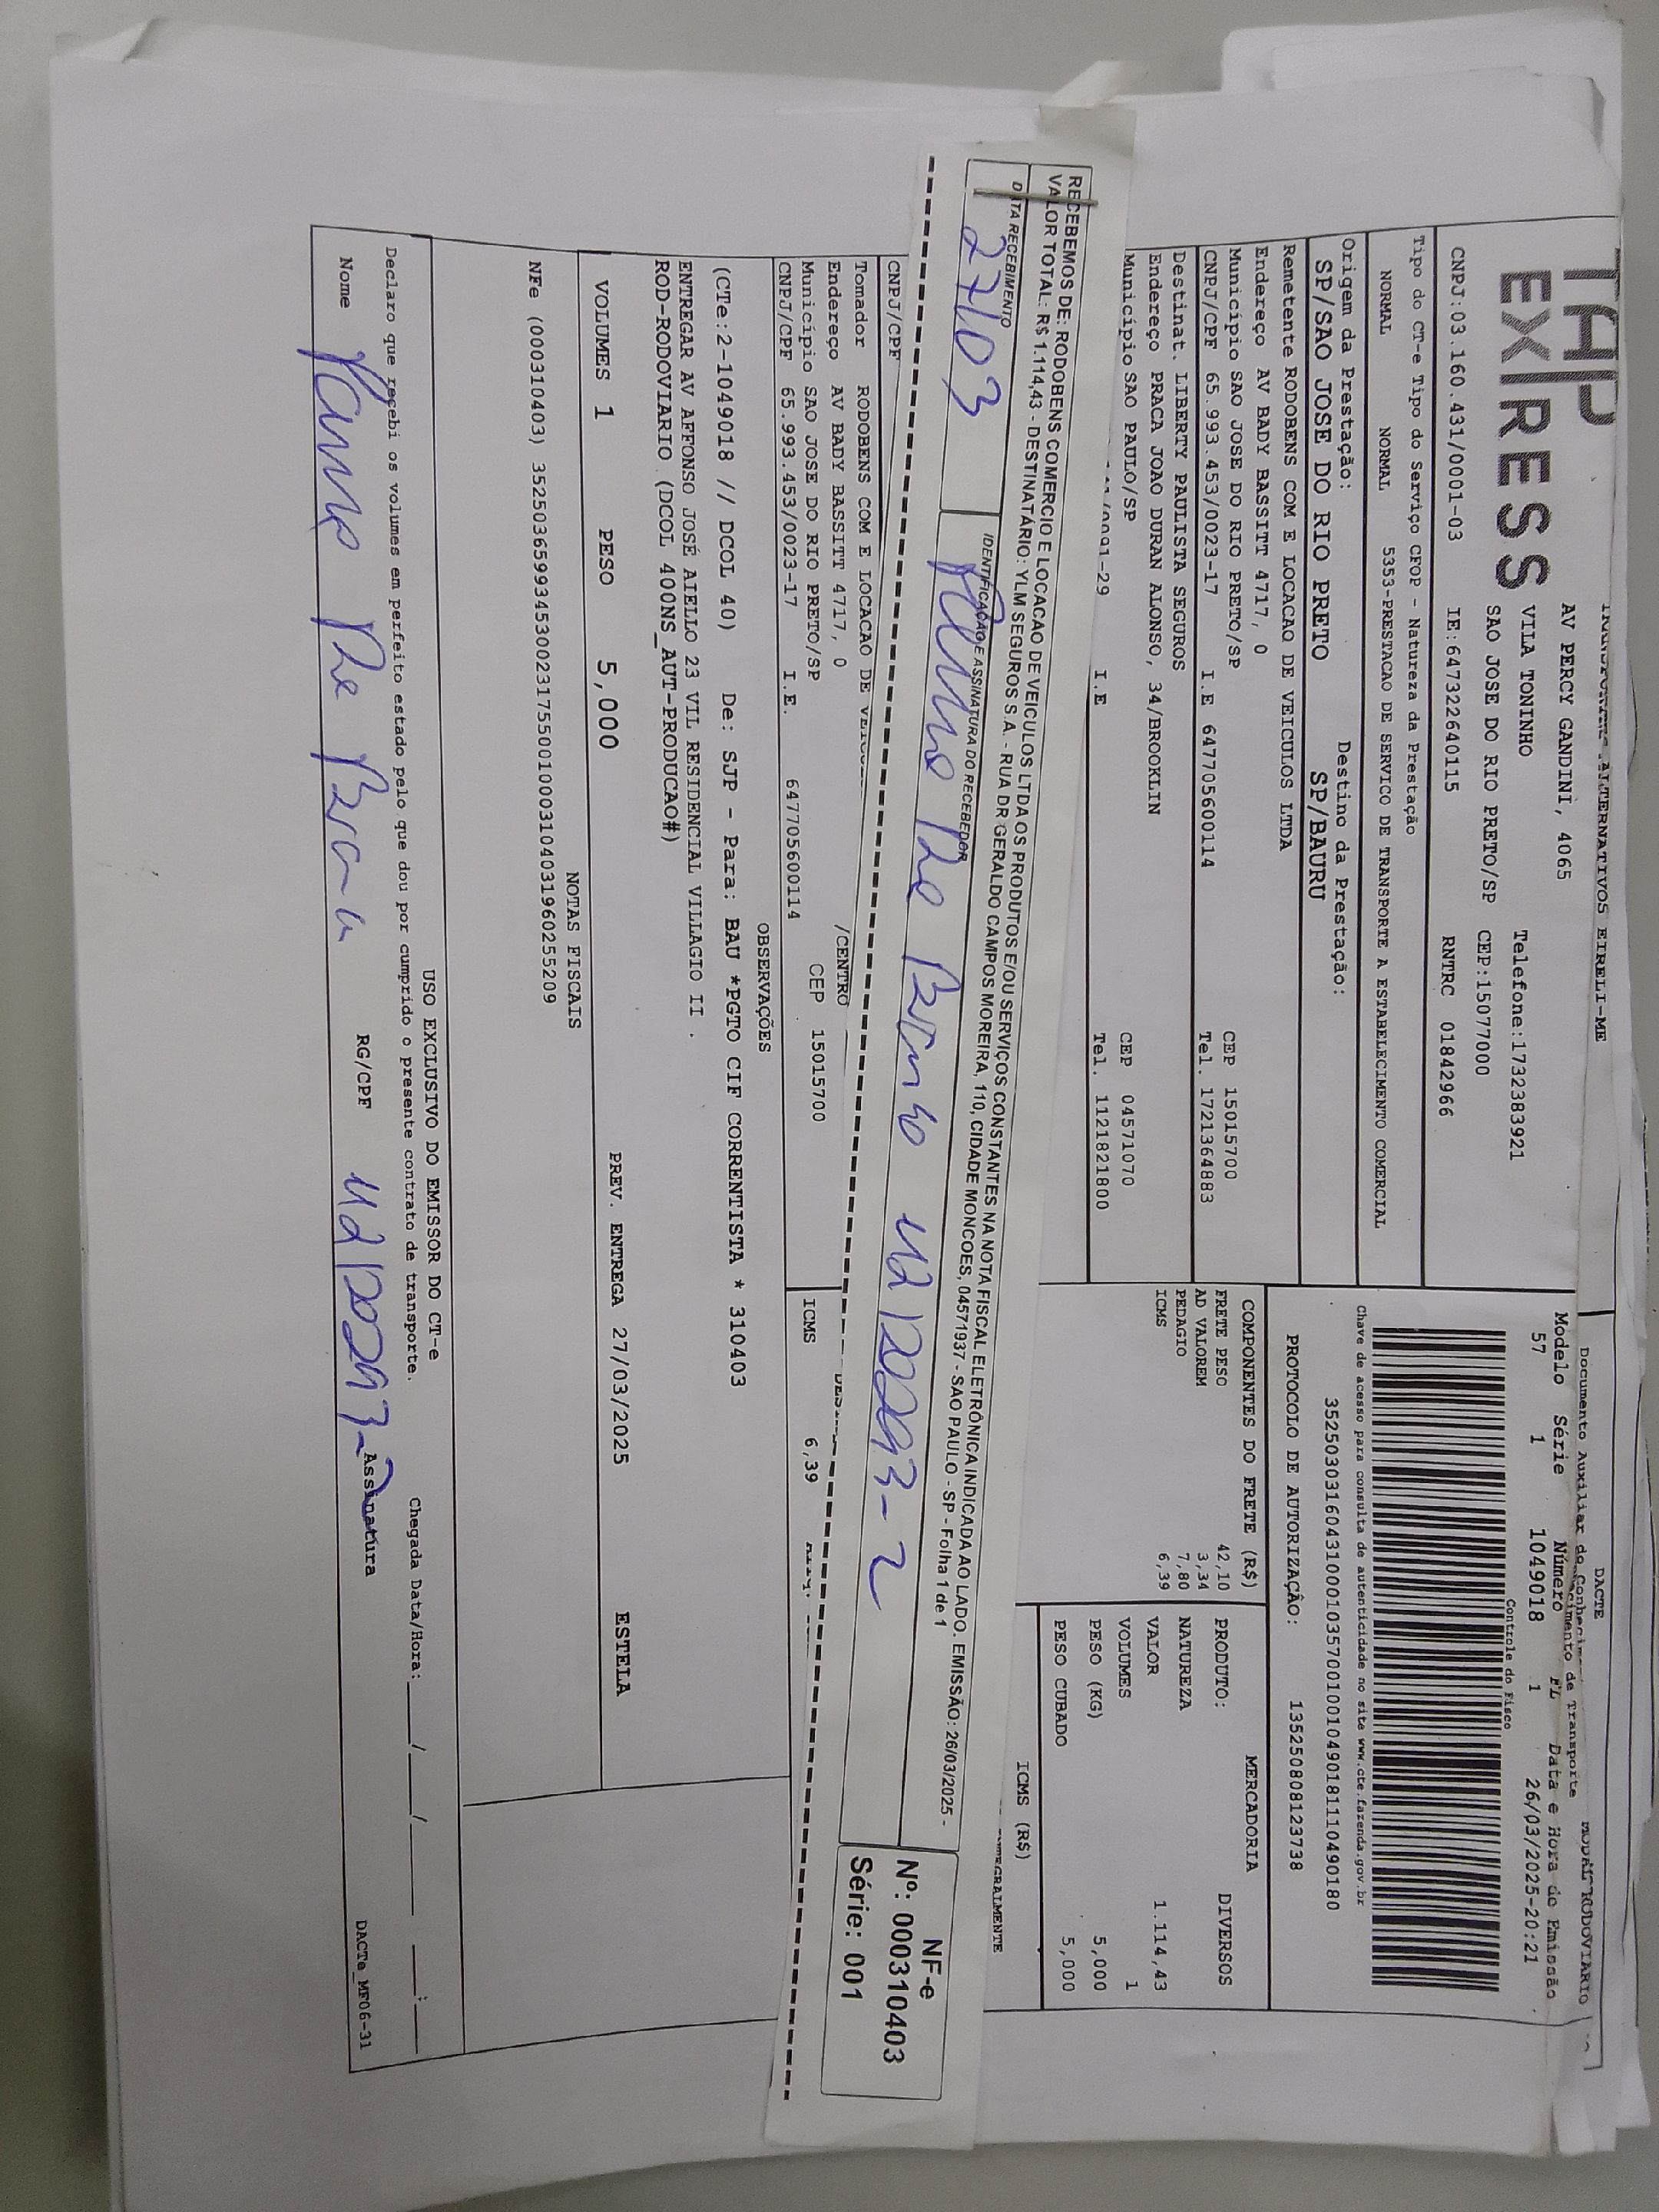 TAP
EXPRESS
ALTERNATIVOS EIRELI-ME
AV PERCY GANDINI, 4065
VILA TONINHO Telefone:1732383921
SAO JOSE DO RIO PRETO/SP CEP:15077000
CNPJ:03.160.431/0001-03 IE:647322640115 RNTRC 01842966
Tipo do CT-e Tipo do Serviço CFOP - Natureza da Prestação
NORMAL NORMAL 5353-PRESTACAO DE SERVICO DE TRANSPORTE A ESTABELECIMENTO COMERCIAL
Origem da Prestação: Destino da Prestação:
SP/SAO JOSE DO RIO PRETO SP/BAURU
Remetente RODOBENS COM E LOCACAO DE VEICULOS LTDA
Endereço AV BADY BASSITT 4717, 0
Município SAO JOSE DO RIO PRETO/SP CEP 15015700
CNPJ/CPF 65.993.453/0023-17 I.E 647705600114 Tel. 1721364883
Destinat. LIBERTY PAULISTA SEGUROS
Endereço PRACA JOAO DURAN ALONSO, 34/BROOKLIN
Município SAO PAULO/SP CEP 04571070
/0001-29 I.E Tel. 1121821800
DACTE
Documento Auxiliar do Conhecimento de Transporte
MODAL RODOVIARIO
Modelo Série Número FL Data e Hora de Emissão
57 1 1049018 1 26/03/2025-20:21
Controle do Fisco
Chave de acesso para consulta de autenticidade no site www.cte.fazenda.gov.br
35250303160431000103570010010490181110490180
PROTOCOLO DE AUTORIZAÇÃO: 135250808123738
COMPONENTES DO FRETE (R$)
FRETE PESO 42,10
AD VALOREM 3,34
PEDAGIO 7,80
ICMS 6,39
MERCADORIA
PRODUTO: DIVERSOS
NATUREZA
VALOR 1.114,43
VOLUMES 1
PESO (KG) 5,000
PESO CUBADO 5,000
ICMS (R$)
RECEBEMOS DE: RODOBENS COMERCIO E LOCACAO DE VEICULOS LTDA OS PRODUTOS E/OU SERVIÇOS CONSTANTES NA NOTA FISCAL ELETRÔNICA INDICADA AO LADO. EMISSÃO: 26/03/2025 -
VALOR TOTAL: R$ 1.114,43 - DESTINATÁRIO: YLM SEGUROS S.A. - RUA DR GERALDO CAMPOS MOREIRA, 110, CIDADE MONCOES, 04571937 - SAO PAULO - SP - Folha 1 de 1
DATA RECEBIMENTO IDENTIFICAÇÃO E ASSINATURA DO RECEBEDOR
27/03
NF-e
Nº: 000310403
Série: 001
CNPJ/CPF
Tomador RODOBENS COM E LOCACAO DE
Endereço AV BADY BASSITT 4717, 0 /CENTRO
Município SAO JOSE DO RIO PRETO/SP CEP 15015700
CNPJ/CPF 65.993.453/0023-17 I.E. 647705600114
ICMS 6,39
OBSERVAÇÕES
(CTe:2-1049018 // DCOL 40) De: SJP - Para: BAU *PGTO CIF CORRENTISTA * 310403
ENTREGAR AV AFFONSO JOSÉ AIELLO 23 VIL RESIDENCIAL VILLAGIO II .
ROD-RODOVIARIO (DCOL 400NS_AUT-PRODUCAO#)
VOLUMES 1 PESO 5,000 PREV. ENTREGA 27/03/2025 ESTELA
NOTAS FISCAIS
NFe (000310403) 35250365993453002317550010003104031960255209
USO EXCLUSIVO DO EMISSOR DO CT-e
Declaro que recebi os volumes em perfeito estado pelo que dou por cumprido o presente contrato de transporte. Chegada Data/Hora: ___/___/___ ___:___
Nome RG/CPF Assinatura
DACTe_MF06-31